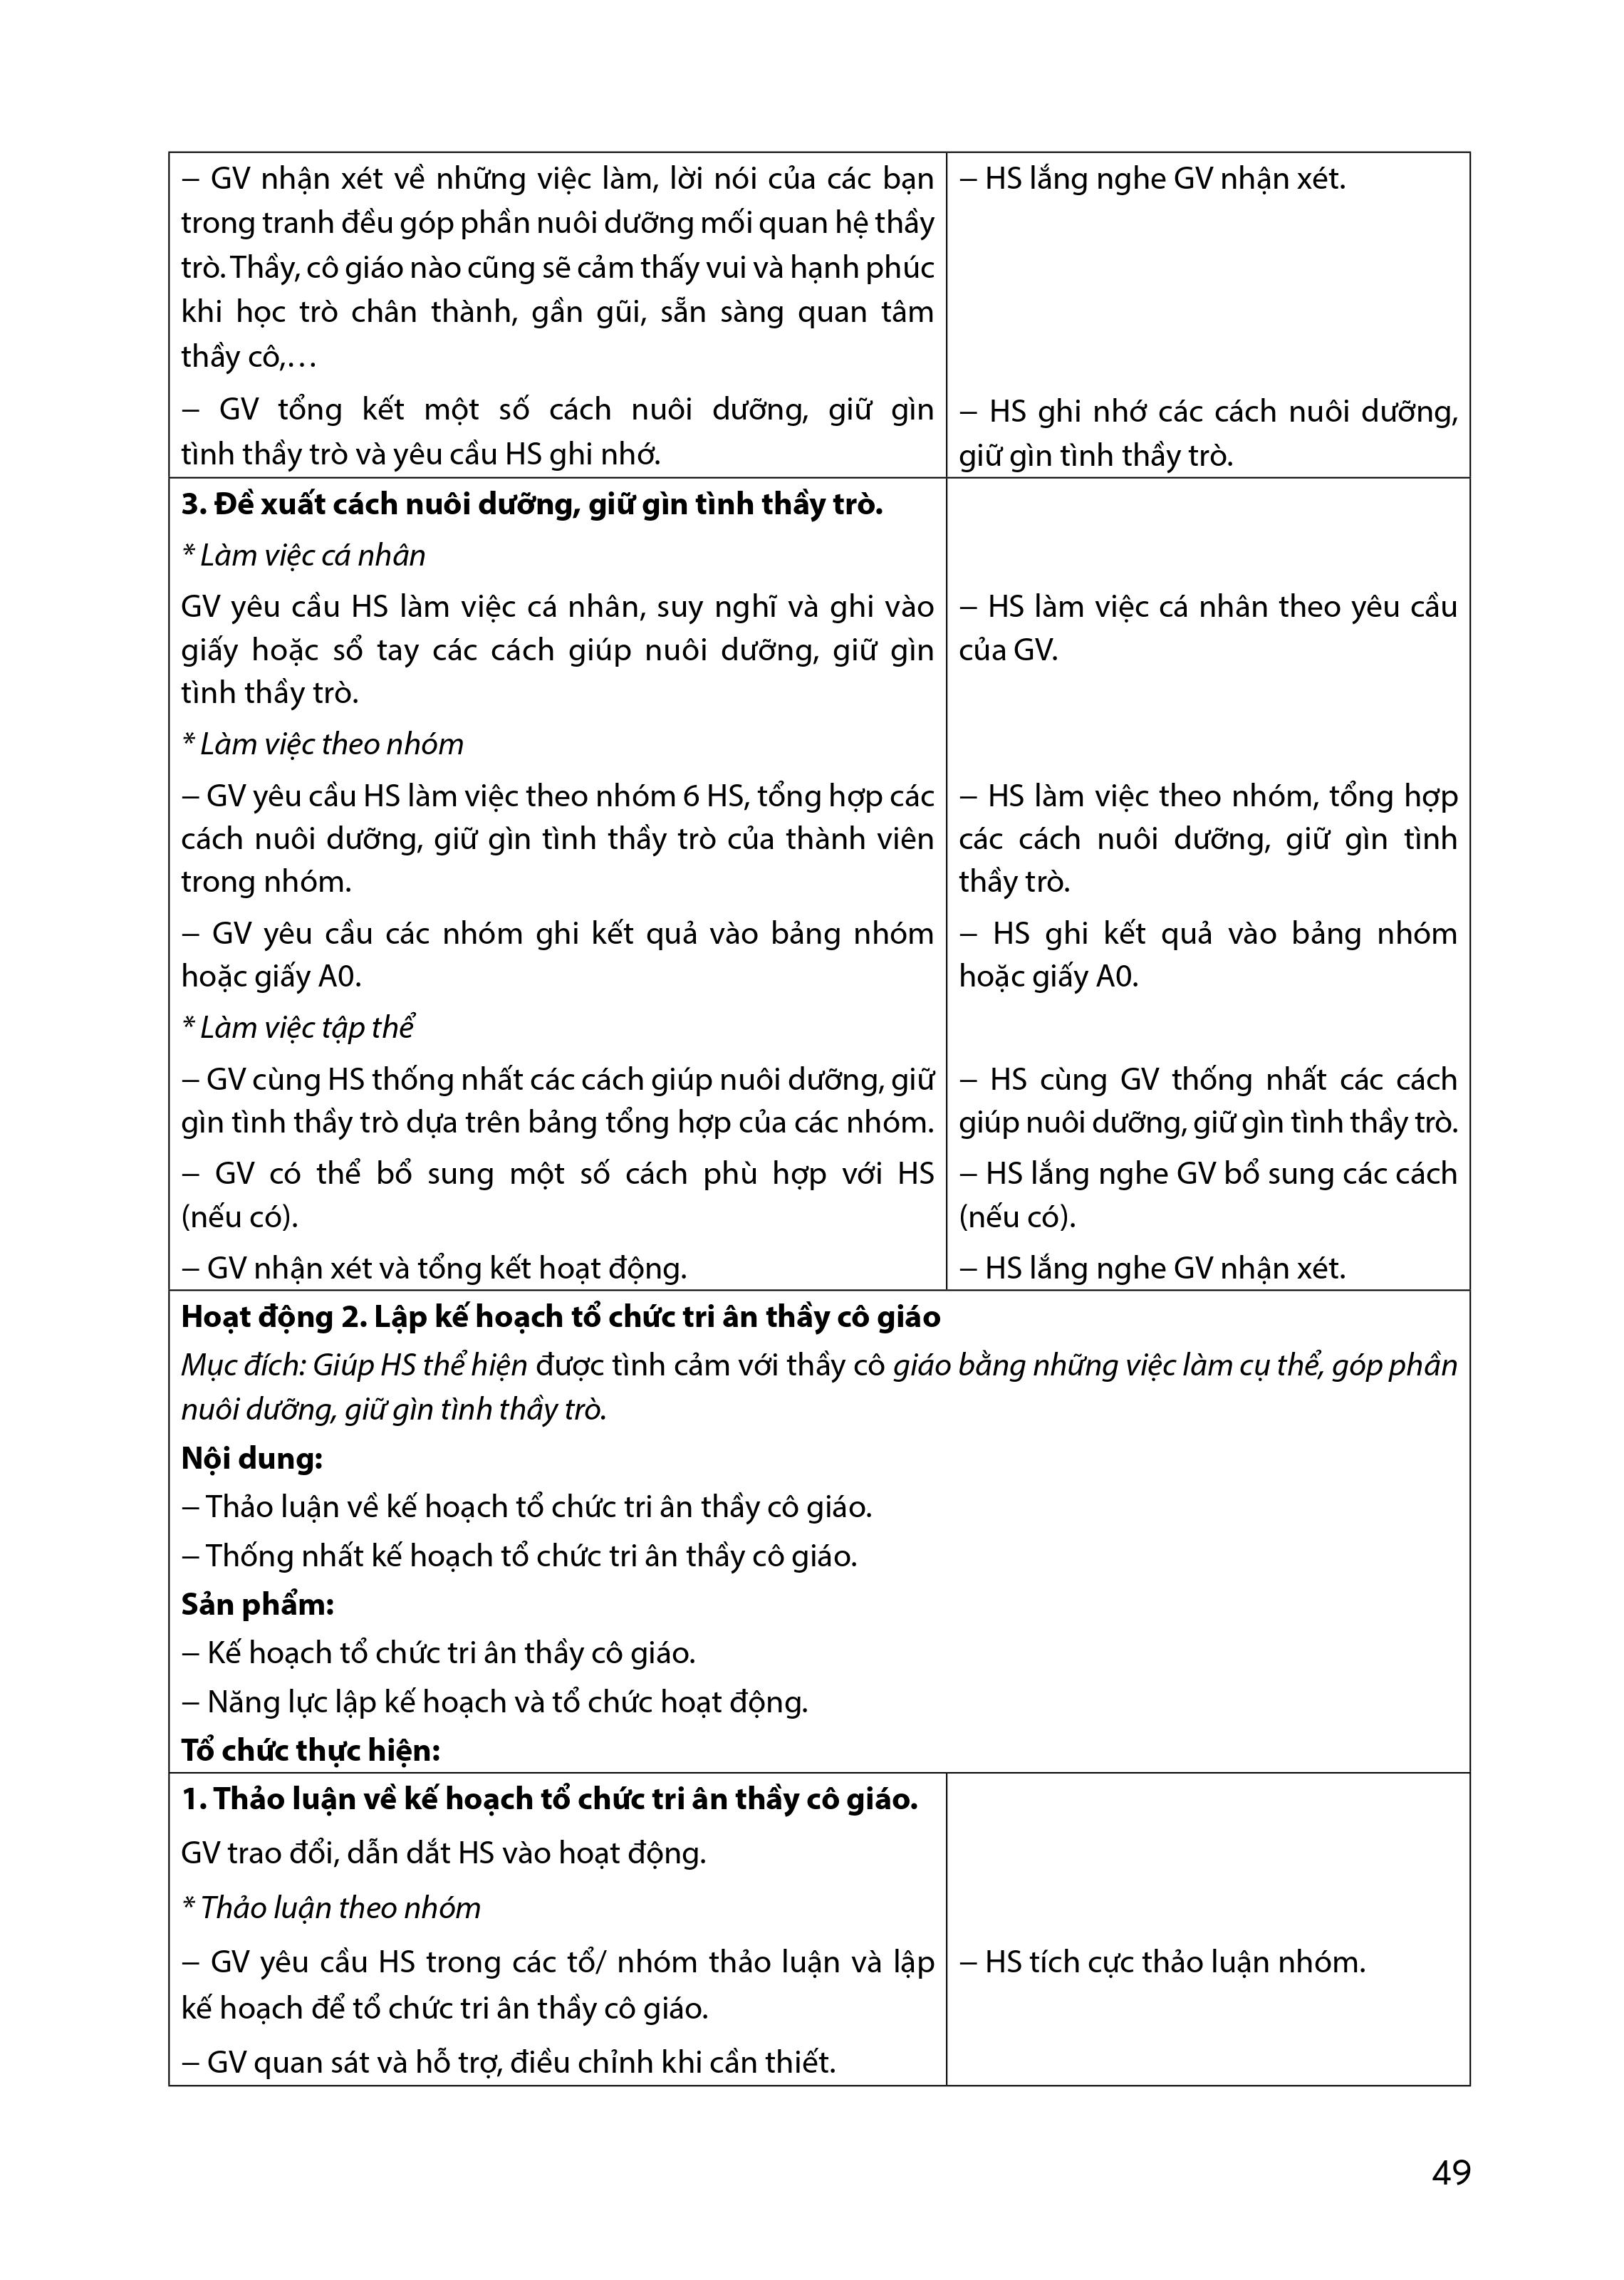 – GV nhận xét về những việc làm, lời nói của các bạn
trong tranh đều góp phần nuôi dưỡng mối quan hệ thầy
trò. Thầy, cô giáo nào cũng sẽ cảm thấy vui và hạnh phúc
khi học trò chân thành, gần gũi, sẵn sàng quan tâm
thầy cô,…
– HS lắng nghe GV nhận xét.
– GV tổng kết một số cách nuôi dưỡng, giữ gìn
tình thầy trò và yêu cầu HS ghi nhớ.
– HS ghi nhớ các cách nuôi dưỡng,
giữ gìn tình thầy trò.
3. Đề xuất cách nuôi dưỡng, giữ gìn tình thầy trò.
* Làm việc cá nhân
GV yêu cầu HS làm việc cá nhân, suy nghĩ và ghi vào
giấy hoặc sổ tay các cách giúp nuôi dưỡng, giữ gìn
tình thầy trò.
– HS làm việc cá nhân theo yêu cầu
của GV.
* Làm việc theo nhóm
– GV yêu cầu HS làm việc theo nhóm 6 HS, tổng hợp các
cách nuôi dưỡng, giữ gìn tình thầy trò của thành viên
trong nhóm.
– HS làm việc theo nhóm, tổng hợp
các cách nuôi dưỡng, giữ gìn tình
thầy trò.
– GV yêu cầu các nhóm ghi kết quả vào bảng nhóm
hoặc giấy A0.
– HS ghi kết quả vào bảng nhóm
hoặc giấy A0.
* Làm việc tập thể
– GV cùng HS thống nhất các cách giúp nuôi dưỡng, giữ
gìn tình thầy trò dựa trên bảng tổng hợp của các nhóm.
– HS cùng GV thống nhất các cách
giúp nuôi dưỡng, giữ gìn tình thầy trò.
– GV có thể bổ sung một số cách phù hợp với HS
(nếu có).
– HS lắng nghe GV bổ sung các cách
(nếu có).
– GV nhận xét và tổng kết hoạt động.
– HS lắng nghe GV nhận xét.
Hoạt động 2. Lập kế hoạch tổ chức tri ân thầy cô giáo
Mục đích: Giúp HS thể hiện được tình cảm với thầy cô giáo bằng những việc làm cụ thể, góp phần
nuôi dưỡng, giữ gìn tình thầy trò.
Nội dung:
– Thảo luận về kế hoạch tổ chức tri ân thầy cô giáo.
– Thống nhất kế hoạch tổ chức tri ân thầy cô giáo.
Sản phẩm:
– Kế hoạch tổ chức tri ân thầy cô giáo.
– Năng lực lập kế hoạch và tổ chức hoạt động.
Tổ chức thực hiện:
1. Thảo luận về kế hoạch tổ chức tri ân thầy cô giáo.
GV trao đổi, dẫn dắt HS vào hoạt động.
* Thảo luận theo nhóm
– GV yêu cầu HS trong các tổ/ nhóm thảo luận và lập
kế hoạch để tổ chức tri ân thầy cô giáo.
– HS tích cực thảo luận nhóm.
– GV quan sát và hỗ trợ, điều chỉnh khi cần thiết.
49